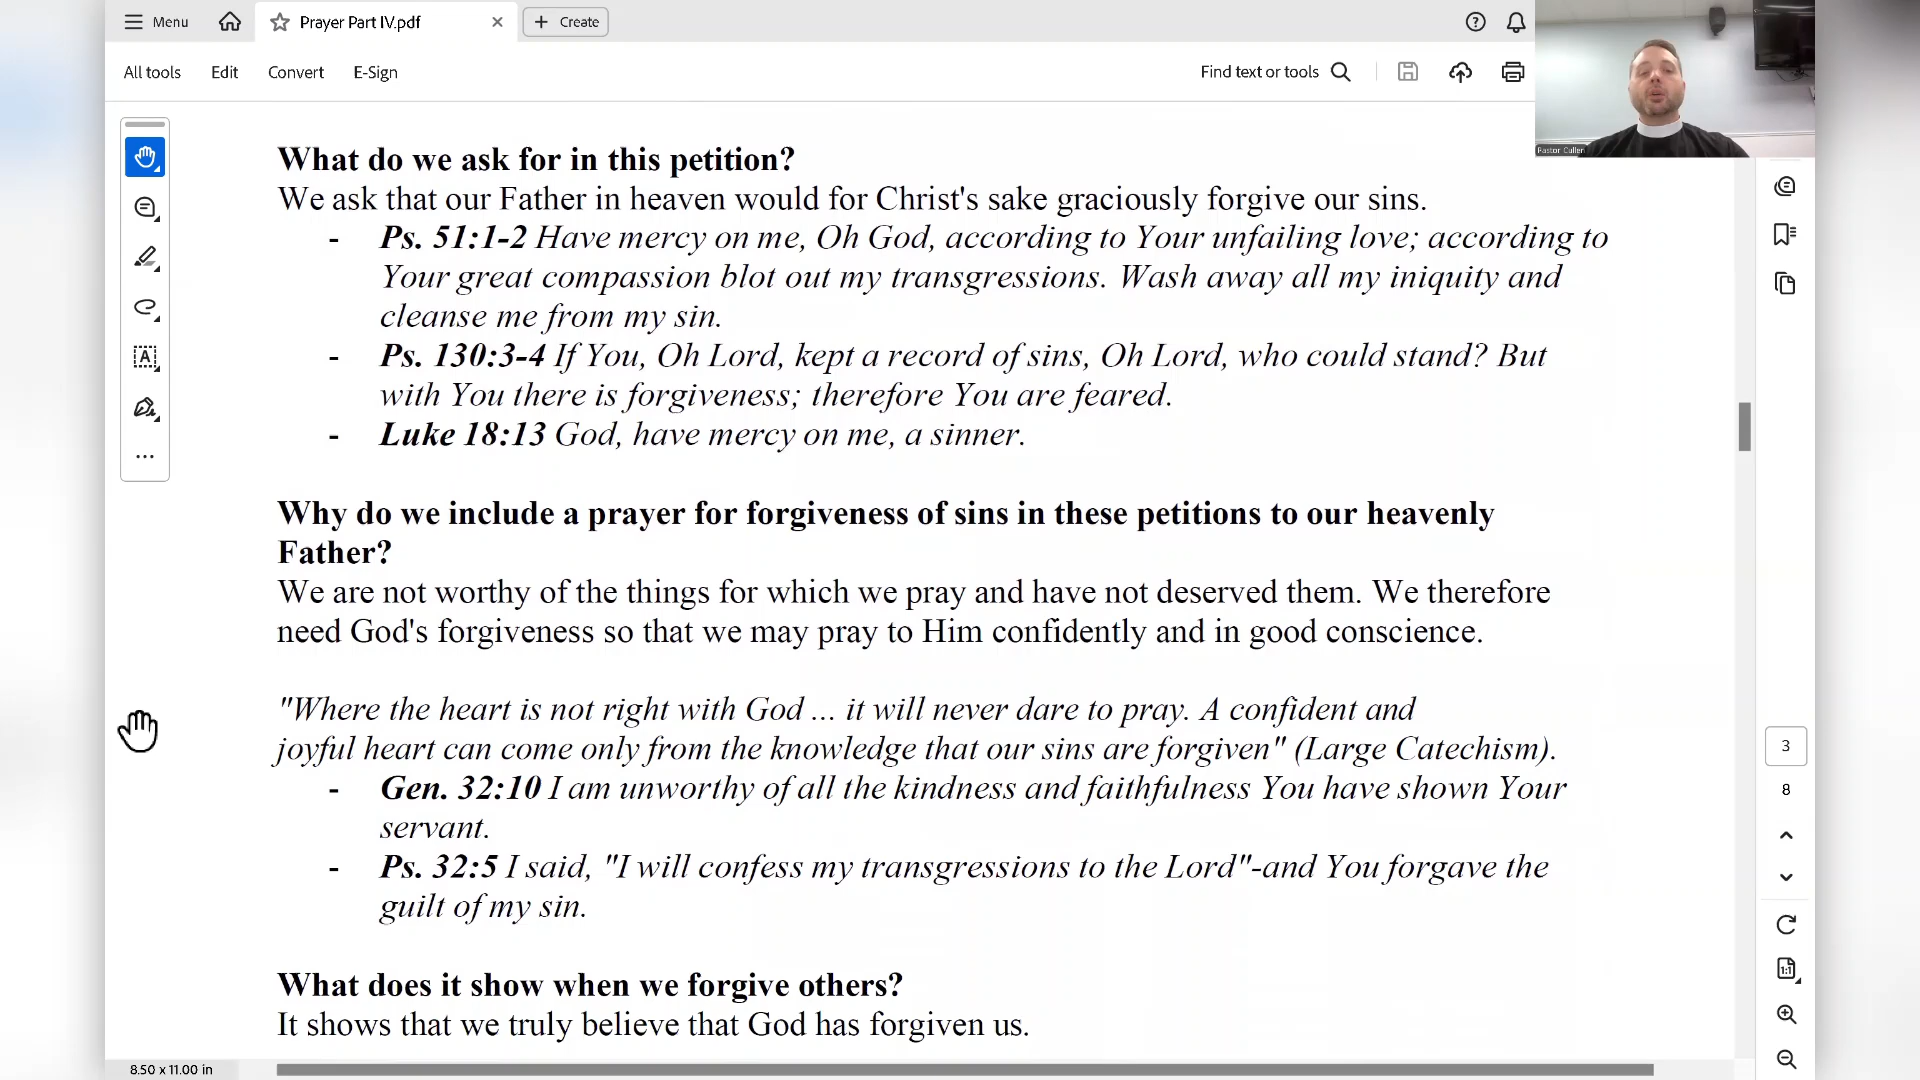 Menu
Prayer Part IV.pdf
Create
All tools
Edit
Convert
E-Sign
Find text or tools
Pastor Cullen
What do we ask for in this petition?
We ask that our Father in heaven would for Christ's sake graciously forgive our sins.
- Ps. 51:1-2 Have mercy on me, Oh God, according to Your unfailing love; according to
Your great compassion blot out my transgressions. Wash away all my iniquity and
cleanse me from my sin.
- Ps. 130:3-4 If You, Oh Lord, kept a record of sins, Oh Lord, who could stand? But
with You there is forgiveness; therefore You are feared.
- Luke 18:13 God, have mercy on me, a sinner.
Why do we include a prayer for forgiveness of sins in these petitions to our heavenly
Father?
We are not worthy of the things for which we pray and have not deserved them. We therefore
need God's forgiveness so that we may pray to Him confidently and in good conscience.
"Where the heart is not right with God ... it will never dare to pray. A confident and
joyful heart can come only from the knowledge that our sins are forgiven" (Large Catechism).
- Gen. 32:10 I am unworthy of all the kindness and faithfulness You have shown Your
servant.
- Ps. 32:5 I said, "I will confess my transgressions to the Lord"-and You forgave the
guilt of my sin.
What does it show when we forgive others?
It shows that we truly believe that God has forgiven us.
3
8
1:1
8.50 x 11.00 in